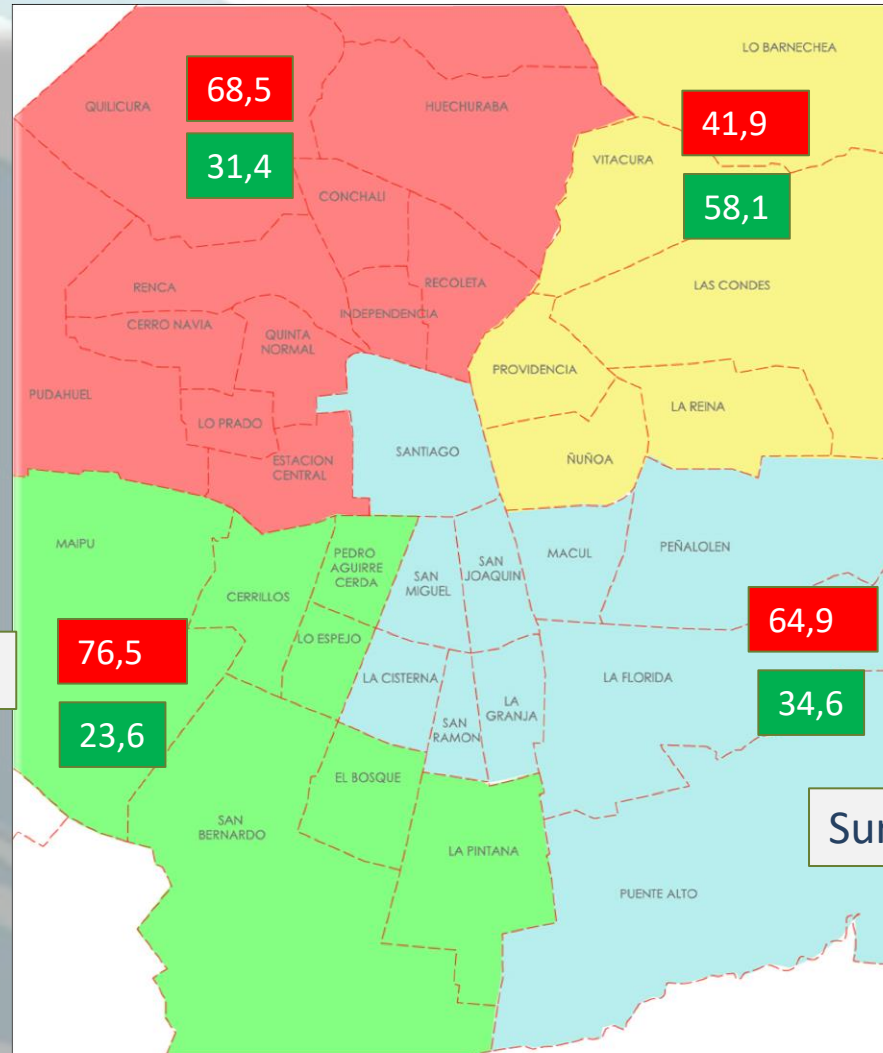 LO BARNECHEA
68,5
QUILICURA
HUECHURABA
41,9
31,4
VITACURA
CONCHALI
58,1
RENCA
RECOLETA
LAS CONDES
INDEPENDENCIA
CERRO NAVIA
QUINTA
NORMAL
PROVIDENCIA
PUDAHUEL
LO PRADO
LA REINA
SANTIAGO
ÑUÑOA
ESTACION
CENTRAL
MAIPU
PEDRO
AGUIRRE
CERDA
SAN
MIGUEL
SAN
JOAQUIN
MACUL
PEÑALOLEN
CERRILLOS
64,9
76,5
LO ESPEJO
LA CISTERNA
LA FLORIDA
SAN
RAMON
LA
GRANJA
34,6
23,6
EL BOSQUE
SAN
BERNARDO
Sur
LA PINTANA
PUENTE ALTO